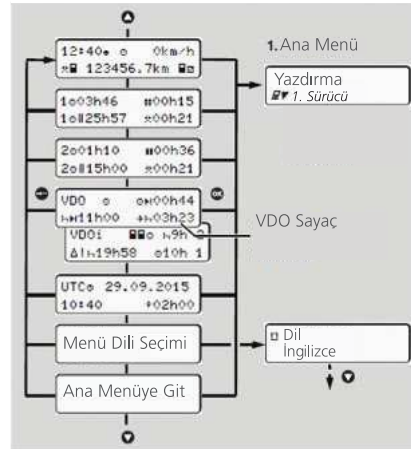 12:40 0km/h
123456.7km
1.Ana Menü
Yazdırma
1. Sürücü
1 03h46 00h15
1 25h57 00h21
2 01h10 00h36
2 15h00 00h21
VDO 00h44
11h00 03h23
OK
VDO Sayaç
VDOi 9h
19h58 10h 1
UTC 29.09.2015
10:40 +02h00
Menü Dili Seçimi
Dil
İngilizce
Ana Menüye Git